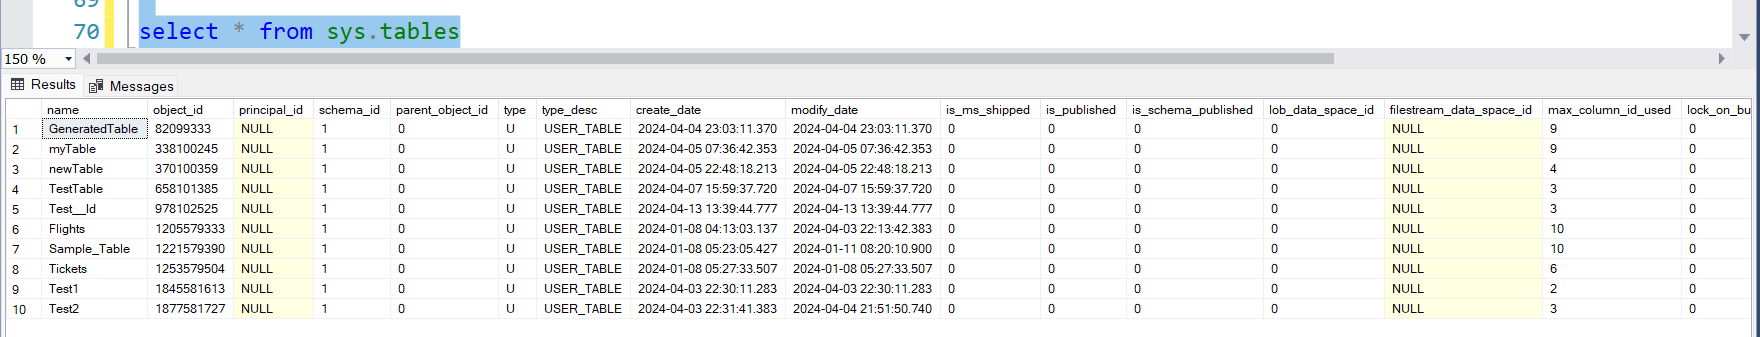 69
70 select * from sys.tables
150 %
Results Messages
name object_id principal_id schema_id parent_object_id type type_desc create_date modify_date is_ms_shipped is_published is_schema_published lob_data_space_id filestream_data_space_id max_column_id_used lock_on_bu
1 GeneratedTable 82099333 NULL 1 0 U USER_TABLE 2024-04-04 23:03:11.370 2024-04-04 23:03:11.370 0 0 0 0 NULL 9 0
2 myTable 338100245 NULL 1 0 U USER_TABLE 2024-04-05 07:36:42.353 2024-04-05 07:36:42.353 0 0 0 0 NULL 9 0
3 newTable 370100359 NULL 1 0 U USER_TABLE 2024-04-05 22:48:18.213 2024-04-05 22:48:18.213 0 0 0 0 NULL 4 0
4 TestTable 658101385 NULL 1 0 U USER_TABLE 2024-04-07 15:59:37.720 2024-04-07 15:59:37.720 0 0 0 0 NULL 3 0
5 Test__Id 978102525 NULL 1 0 U USER_TABLE 2024-04-13 13:39:44.777 2024-04-13 13:39:44.777 0 0 0 0 NULL 3 0
6 Flights 1205579333 NULL 1 0 U USER_TABLE 2024-01-08 04:13:03.137 2024-04-03 22:13:42.383 0 0 0 0 NULL 10 0
7 Sample_Table 1221579390 NULL 1 0 U USER_TABLE 2024-01-08 05:23:05.427 2024-01-11 08:20:10.900 0 0 0 0 NULL 10 0
8 Tickets 1253579504 NULL 1 0 U USER_TABLE 2024-01-08 05:27:33.507 2024-01-08 05:27:33.507 0 0 0 0 NULL 6 0
9 Test1 1845581613 NULL 1 0 U USER_TABLE 2024-04-03 22:30:11.283 2024-04-03 22:30:11.283 0 0 0 0 NULL 2 0
10 Test2 1877581727 NULL 1 0 U USER_TABLE 2024-04-03 22:31:41.383 2024-04-04 21:51:50.740 0 0 0 0 NULL 3 0